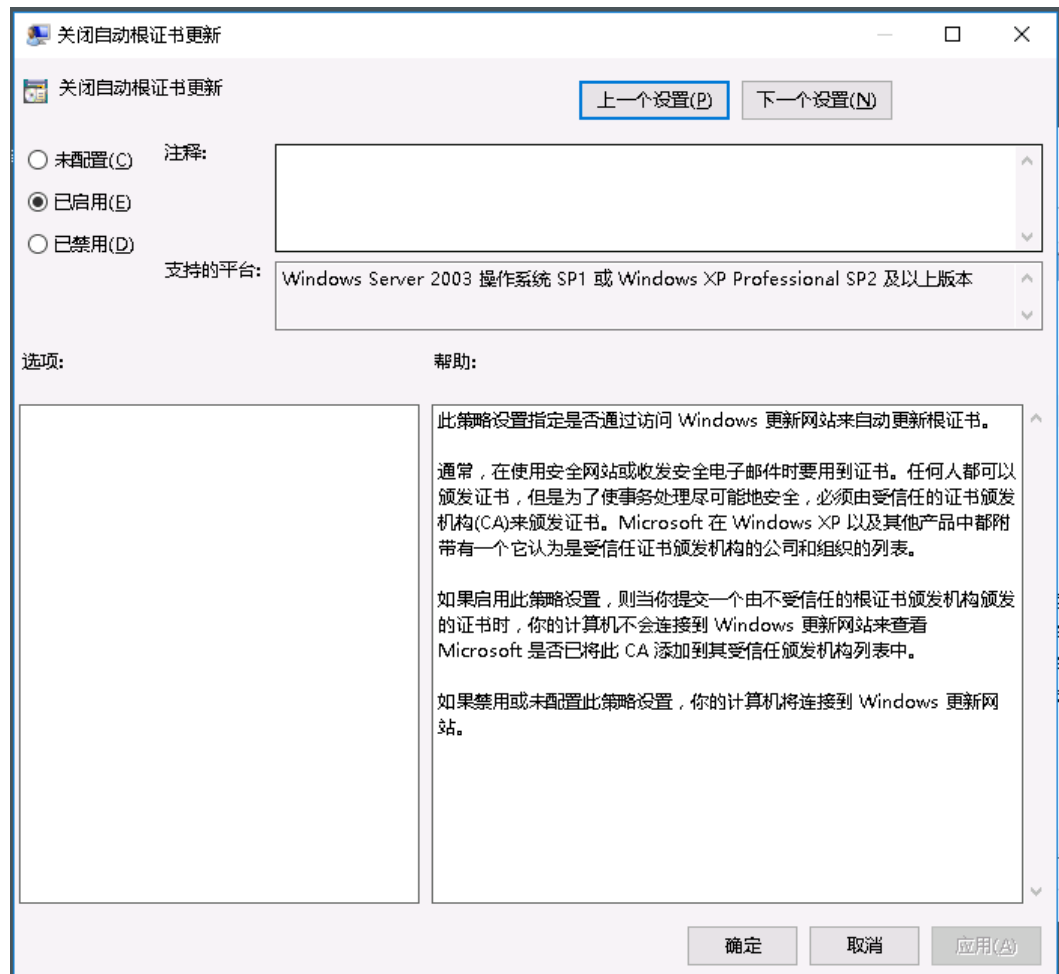 关闭自动根证书更新
关闭自动根证书更新
上一个设置(P)
下一个设置(N)
未配置(C)
注释:
已启用(E)
已禁用(D)
支持的平台:
Windows Server 2003 操作系统 SP1 或 Windows XP Professional SP2 及以上版本
选项:
帮助:
此策略设置指定是否通过访问 Windows 更新网站来自动更新根证书。
通常，在使用安全网站或收发安全电子邮件时要用到证书。任何人都可以
颁发证书，但是为了使事务处理尽可能地安全，必须由受信任的证书颁发
机构(CA)来颁发证书。Microsoft 在 Windows XP 以及其他产品中都附
带有一个它认为是受信任证书颁发机构的公司和组织的列表。
如果启用此策略设置，则当你提交一个由不受信任的根证书颁发机构颁发
的证书时，你的计算机不会连接到 Windows 更新网站来查看
Microsoft 是否已将此 CA 添加到其受信任颁发机构列表中。
如果禁用或未配置此策略设置，你的计算机将连接到 Windows 更新网
站。
确定
取消
应用(A)